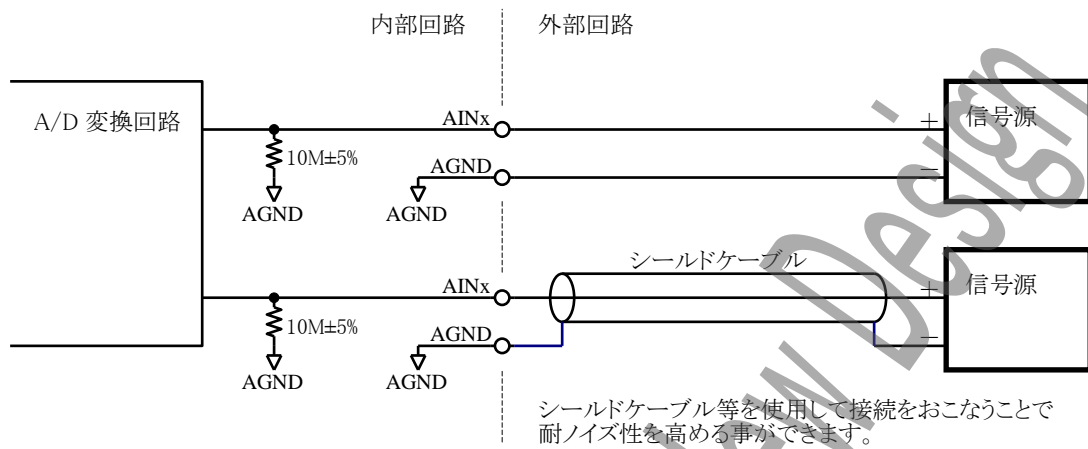 内部回路
外部回路
A/D 変換回路
AINx
+
信号源
10M±5%
AGND
−
AGND
AGND
シールドケーブル
AINx
+
信号源
10M±5%
AGND
−
AGND
AGND
シールドケーブル等を使用して接続をおこなうことで
耐ノイズ性を高める事ができます。
aw Design